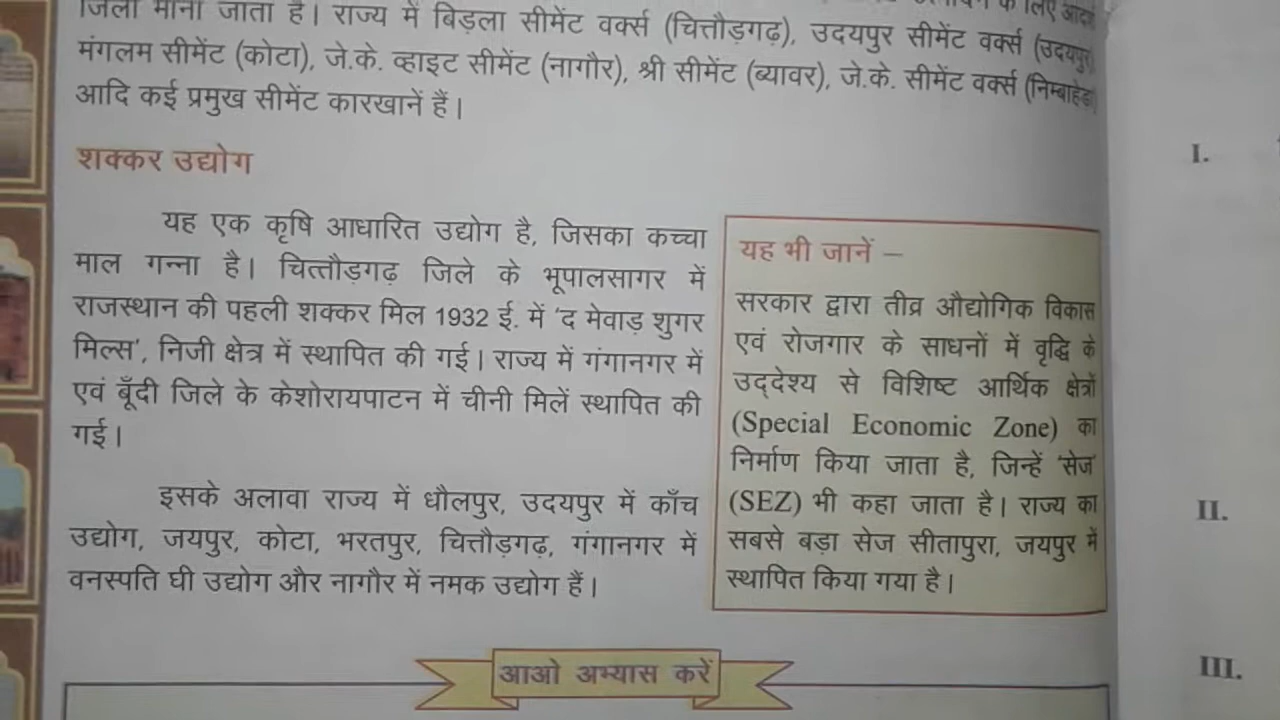 जिला माना जाता है। राज्य में बिड़ला सीमेंट वर्क्स (चित्तौड़गढ़), उदयपुर सीमेंट वर्क्स (उदयपुर)
मंगलम सीमेंट (कोटा), जे.के. व्हाइट सीमेंट (नागौर), श्री सीमेंट (ब्यावर), जे.के. सीमेंट वर्क्स (निम्बाहेड़ा)
आदि कई प्रमुख सीमेंट कारखानें हैं।
शक्कर उद्योग
यह एक कृषि आधारित उद्योग है, जिसका कच्चा
माल गन्ना है। चित्तौड़गढ़ जिले के भूपालसागर में
राजस्थान की पहली शक्कर मिल 1932 ई. में 'द मेवाड़ शुगर
मिल्स', निजी क्षेत्र में स्थापित की गई। राज्य में गंगानगर में
एवं बूँदी जिले के केशोरायपाटन में चीनी मिलें स्थापित की
गई।
इसके अलावा राज्य में धौलपुर, उदयपुर में काँच
उद्योग, जयपुर, कोटा, भरतपुर, चित्तौड़गढ़, गंगानगर में
वनस्पति घी उद्योग और नागौर में नमक उद्योग हैं।
यह भी जानें –
सरकार द्वारा तीव्र औद्योगिक विकास
एवं रोजगार के साधनों में वृद्धि के
उद्देश्य से विशिष्ट आर्थिक क्षेत्रों
(Special Economic Zone) का
निर्माण किया जाता है, जिन्हें 'सेज'
(SEZ) भी कहा जाता है। राज्य का
सबसे बड़ा सेज सीतापुरा, जयपुर में
स्थापित किया गया है।
आओ अभ्यास करें
I.
II.
III.